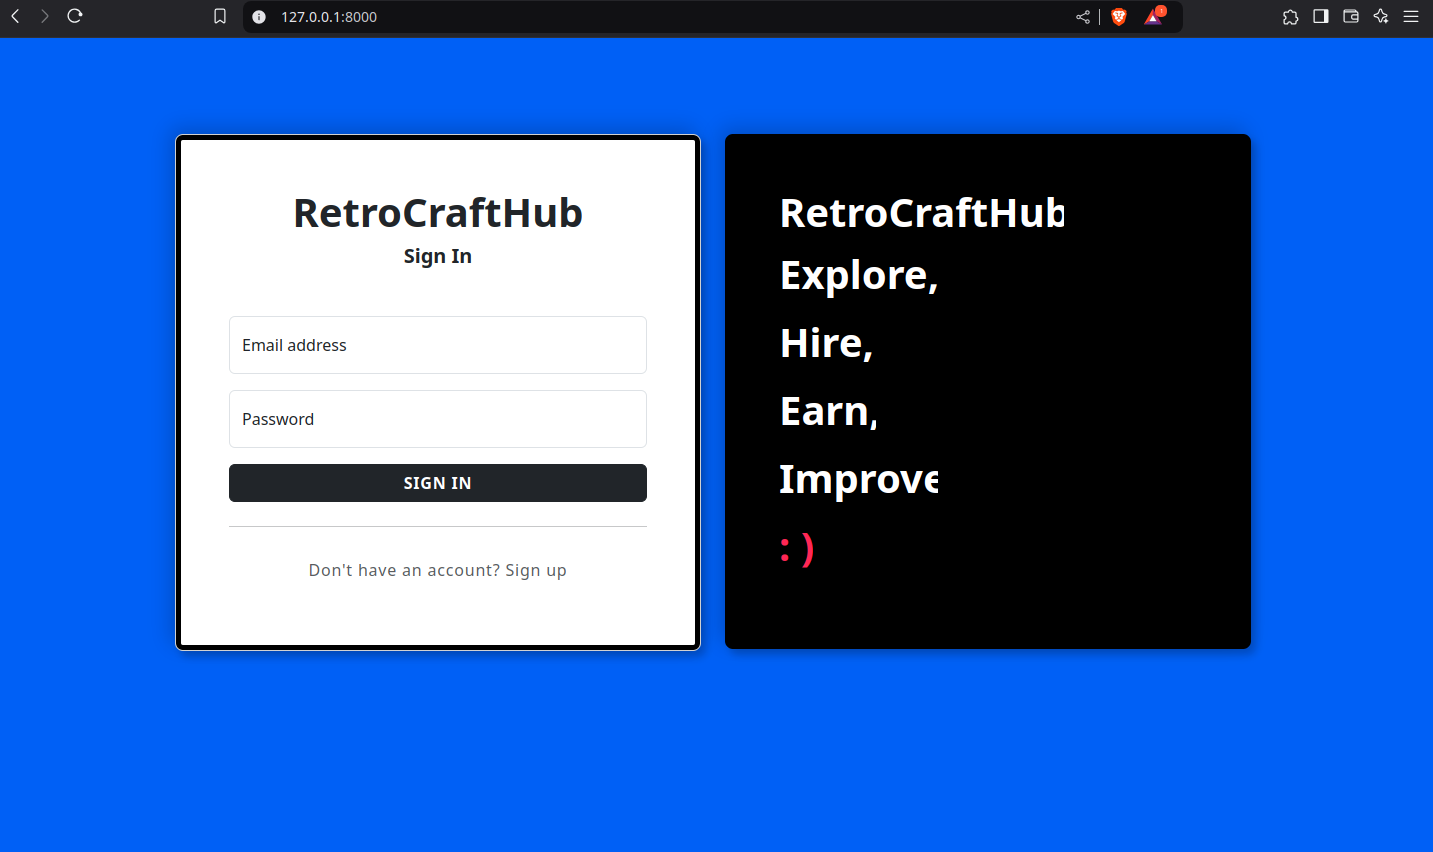 127.0.0.1:8000
RetroCraftHub
Sign In
Email address
Password
SIGN IN
Don't have an account? Sign up
RetroCraftHub
Explore,
Hire,
Earn,
Improve
: )